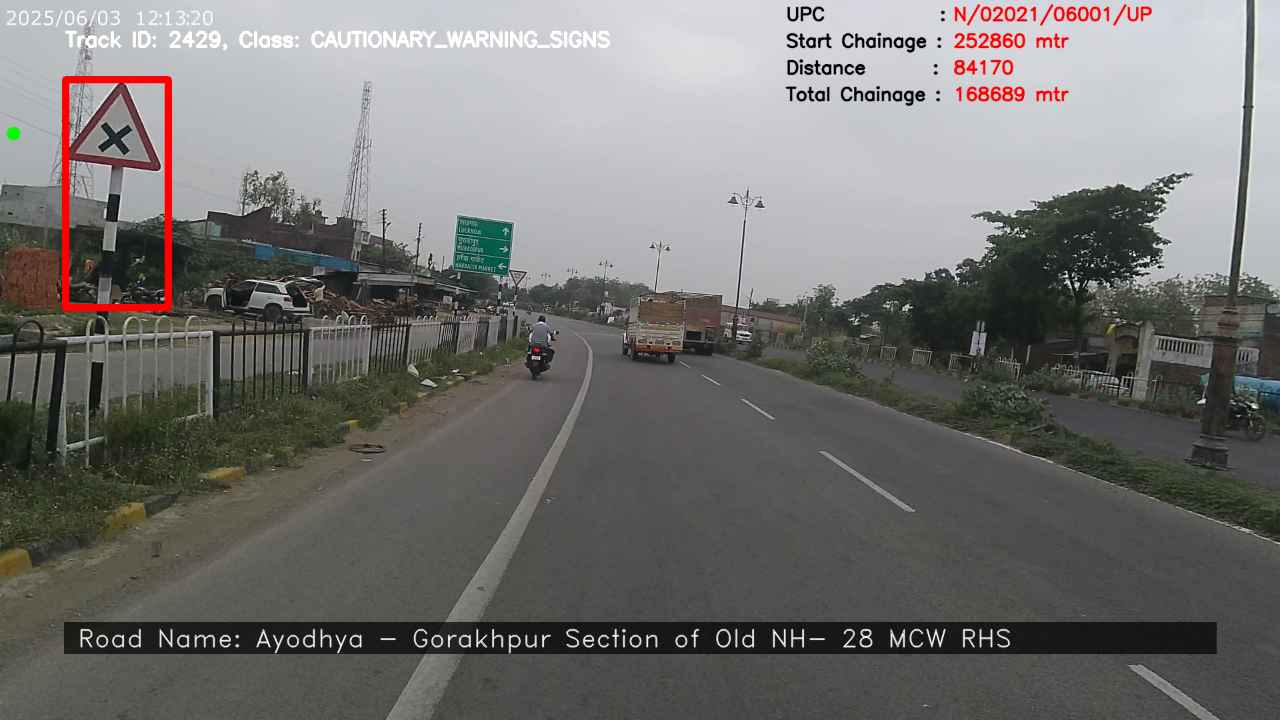 2025/06/03 12:13:20
Track ID: 2429, Class: CAUTIONARY_WARNING_SIGNS
UPC : N/02021/06001/UP
Start Chainage : 252860 mtr
Distance : 84170
Total Chainage : 168689 mtr
लखनऊ
LUCKNOW
Road Name: Ayodhya - Gorakhpur Section of Old NH- 28 MCW RHS